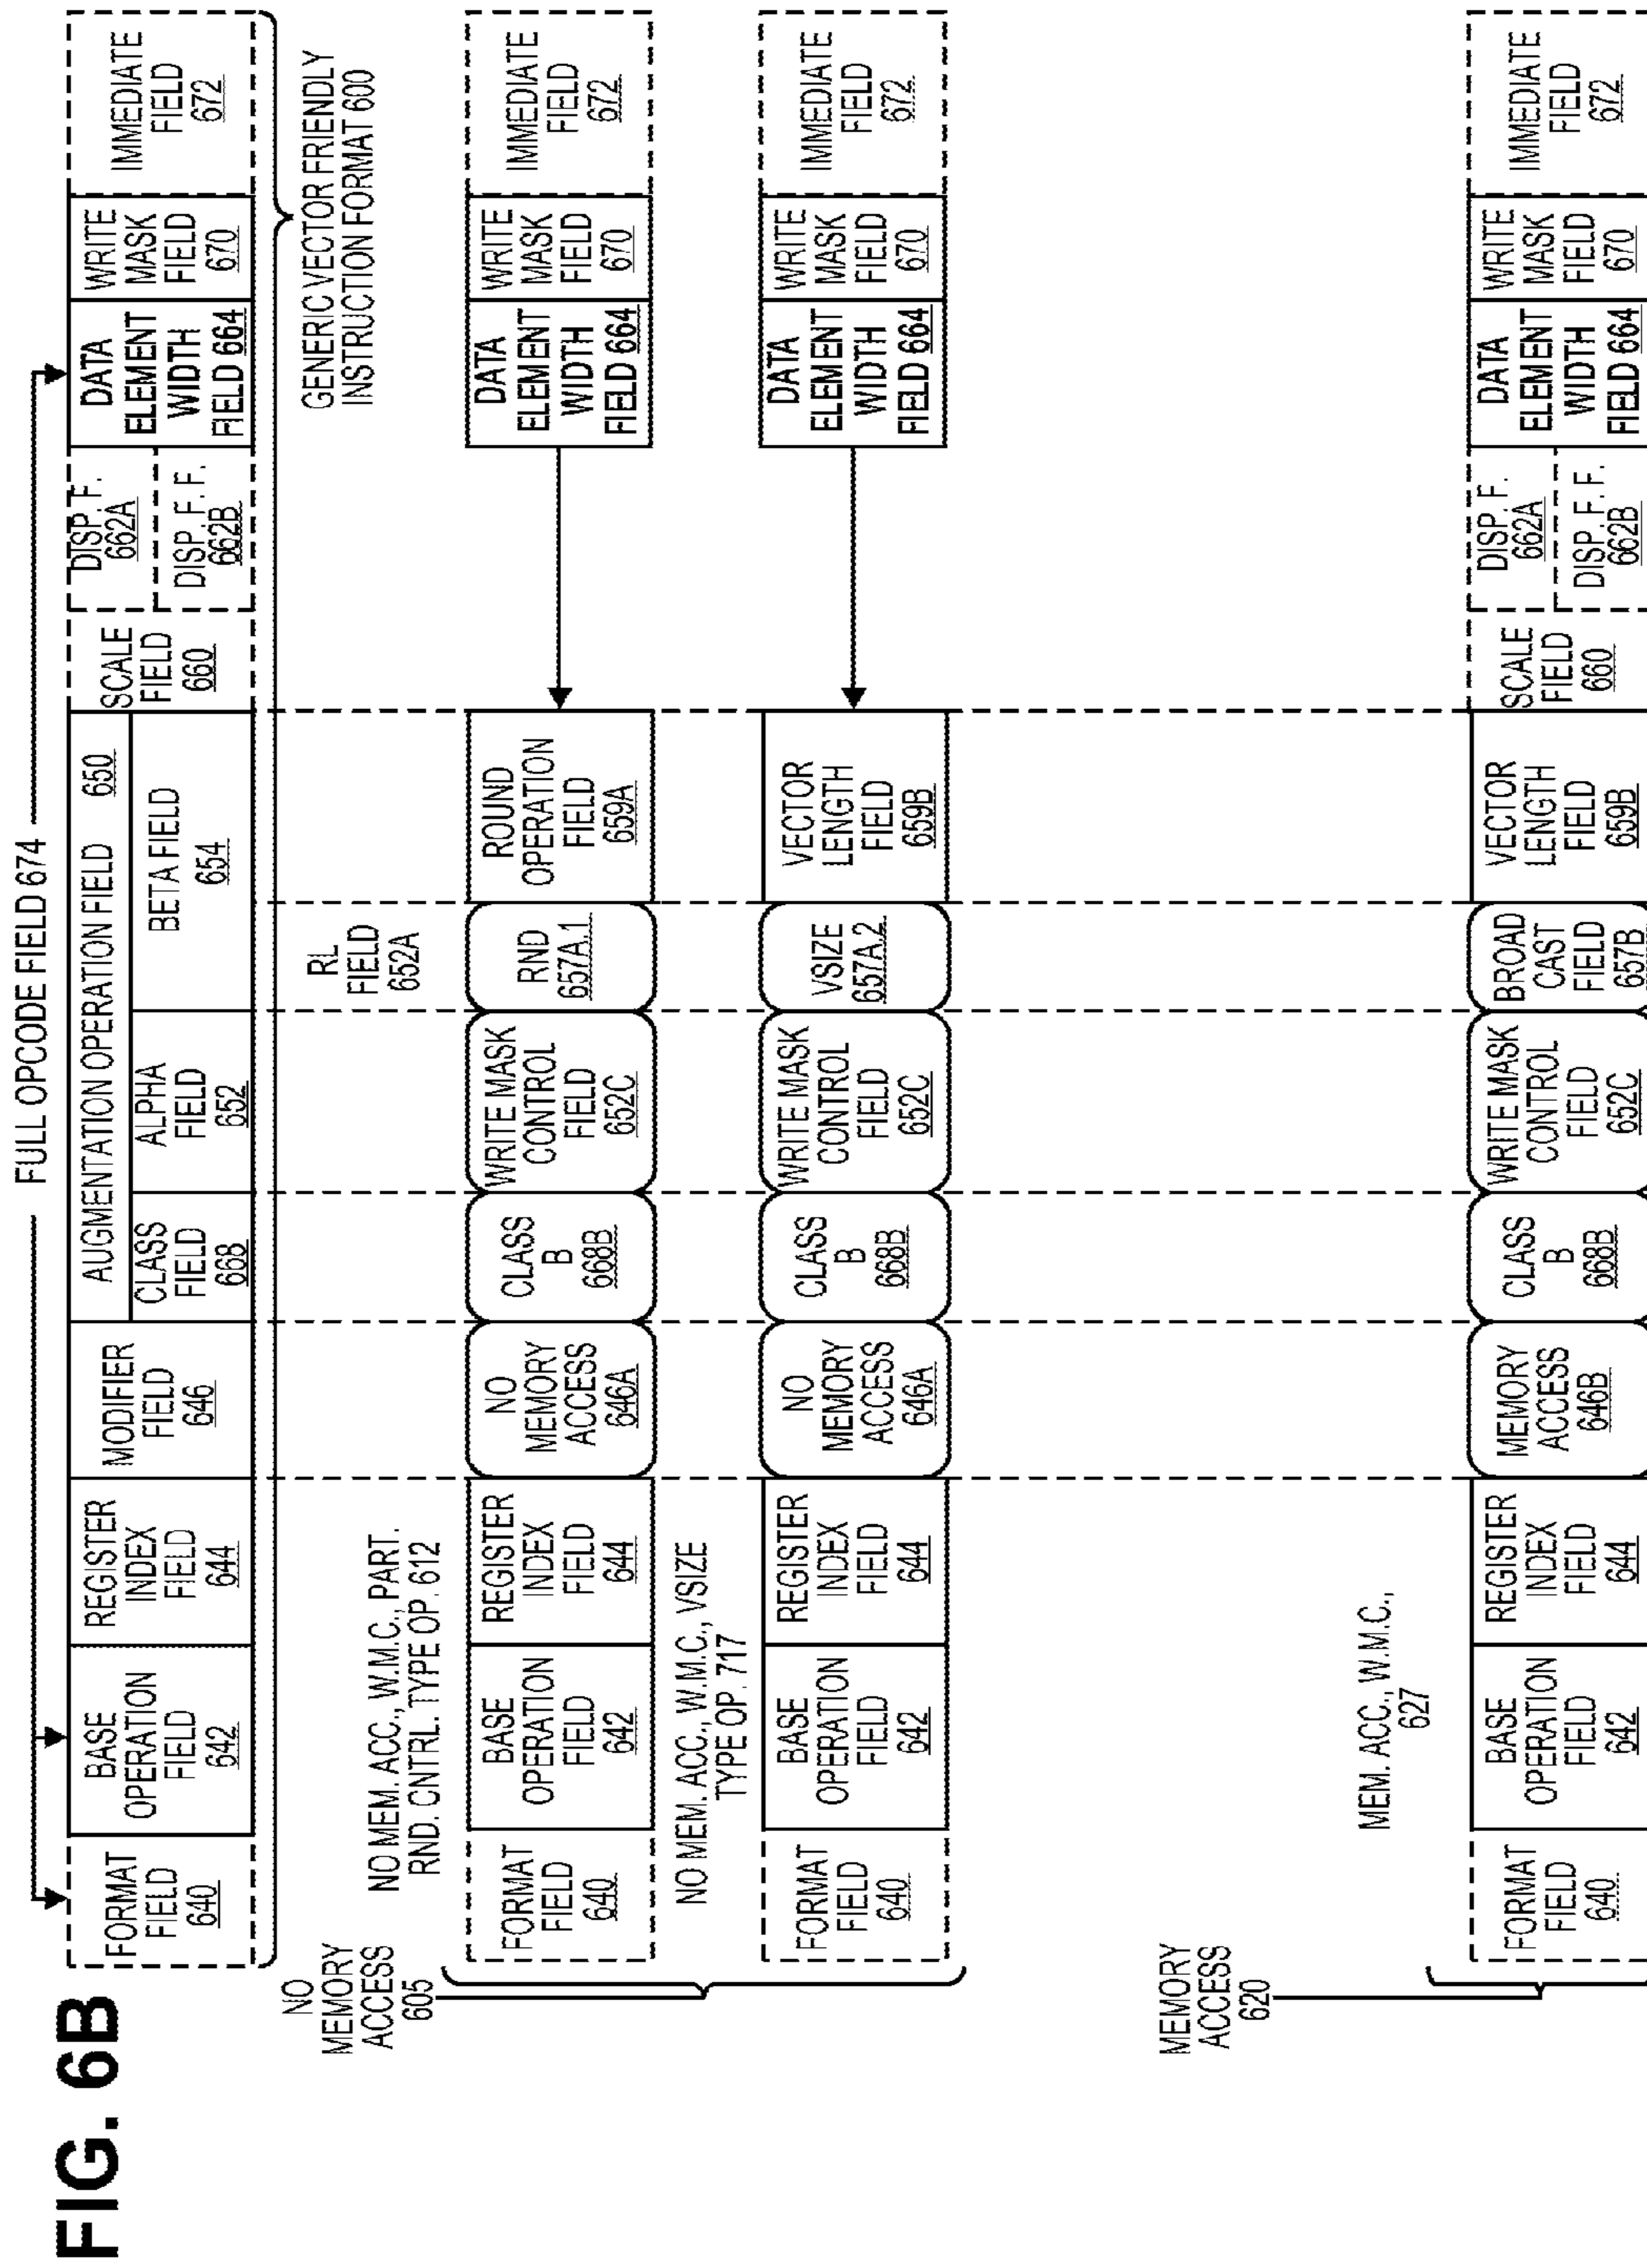 FIG. 6B
FULL OPCODE FIELD 674
FORMAT
FIELD
640
BASE
OPERATION
FIELD
642
REGISTER
INDEX
FIELD
644
MODIFIER
FIELD
646
AUGMENTATION OPERATION FIELD 650
CLASS
FIELD
668
ALPHA
FIELD
652
BETA FIELD
654
SCALE
FIELD
660
DISP. F.
662A
DISP. F. F.
662B
DATA
ELEMENT
WIDTH
FIELD 664
WRITE
MASK
FIELD
670
IMMEDIATE
FIELD
672
GENERIC VECTOR FRIENDLY
INSTRUCTION FORMAT 600
NO
MEMORY
ACCESS
605
NO MEM. ACC., W.M.C., PART.
RND. CNTRL. TYPE OP. 612
RL
FIELD
652A
FORMAT
FIELD
640
BASE
OPERATION
FIELD
642
REGISTER
INDEX
FIELD
644
NO
MEMORY
ACCESS
646A
CLASS
B
668B
WRITE MASK
CONTROL
FIELD
652C
RND
657A.1
ROUND
OPERATION
FIELD
659A
DATA
ELEMENT
WIDTH
FIELD 664
WRITE
MASK
FIELD
670
IMMEDIATE
FIELD
672
NO MEM. ACC., W.M.C., VSIZE
TYPE OP. 717
FORMAT
FIELD
640
BASE
OPERATION
FIELD
642
REGISTER
INDEX
FIELD
644
NO
MEMORY
ACCESS
646A
CLASS
B
668B
WRITE MASK
CONTROL
FIELD
652C
VSIZE
657A.2
VECTOR
LENGTH
FIELD
659B
DATA
ELEMENT
WIDTH
FIELD 664
WRITE
MASK
FIELD
670
IMMEDIATE
FIELD
672
MEMORY
ACCESS
620
MEM. ACC., W.M.C.,
627
FORMAT
FIELD
640
BASE
OPERATION
FIELD
642
REGISTER
INDEX
FIELD
644
MEMORY
ACCESS
646B
CLASS
B
668B
WRITE MASK
CONTROL
FIELD
652C
BROAD
CAST
FIELD
657B
VECTOR
LENGTH
FIELD
659B
SCALE
FIELD
660
DISP. F.
662A
DISP. F. F.
662B
DATA
ELEMENT
WIDTH
FIELD 664
WRITE
MASK
FIELD
670
IMMEDIATE
FIELD
672